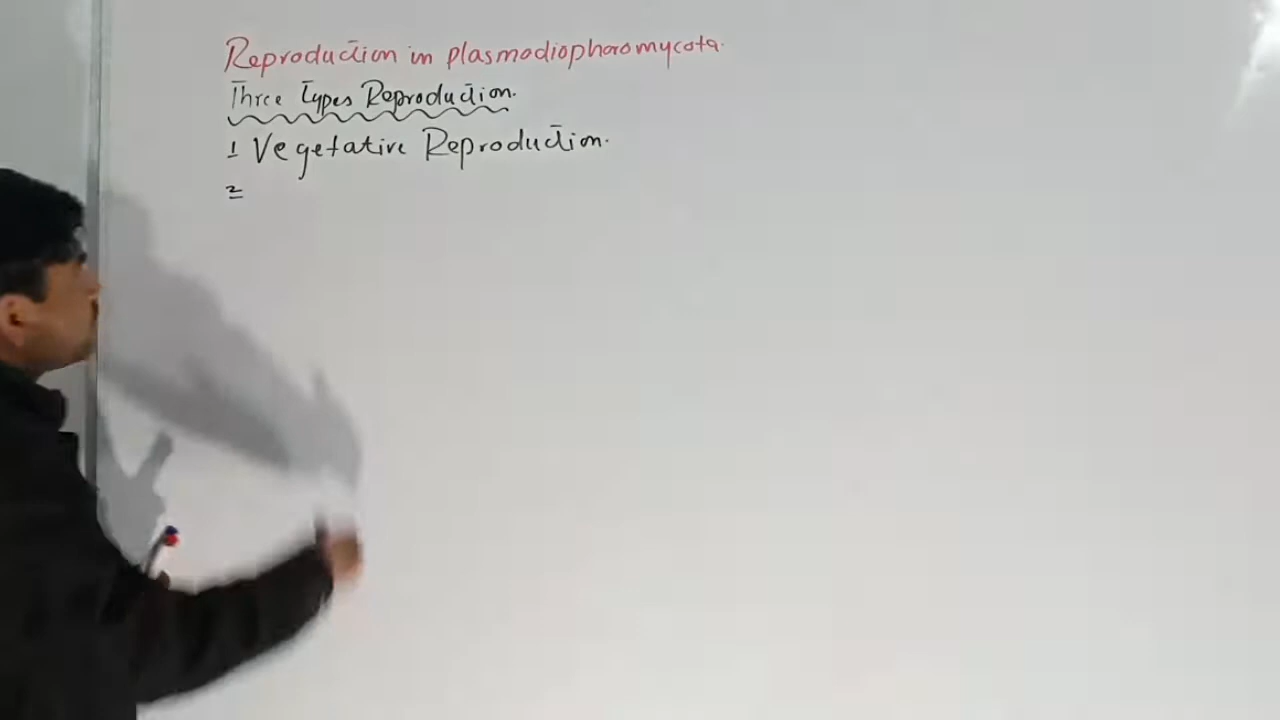 Reproduction in plasmodiophoromycota.
Three Types Reproduction.
1 Vegetative Reproduction.
2